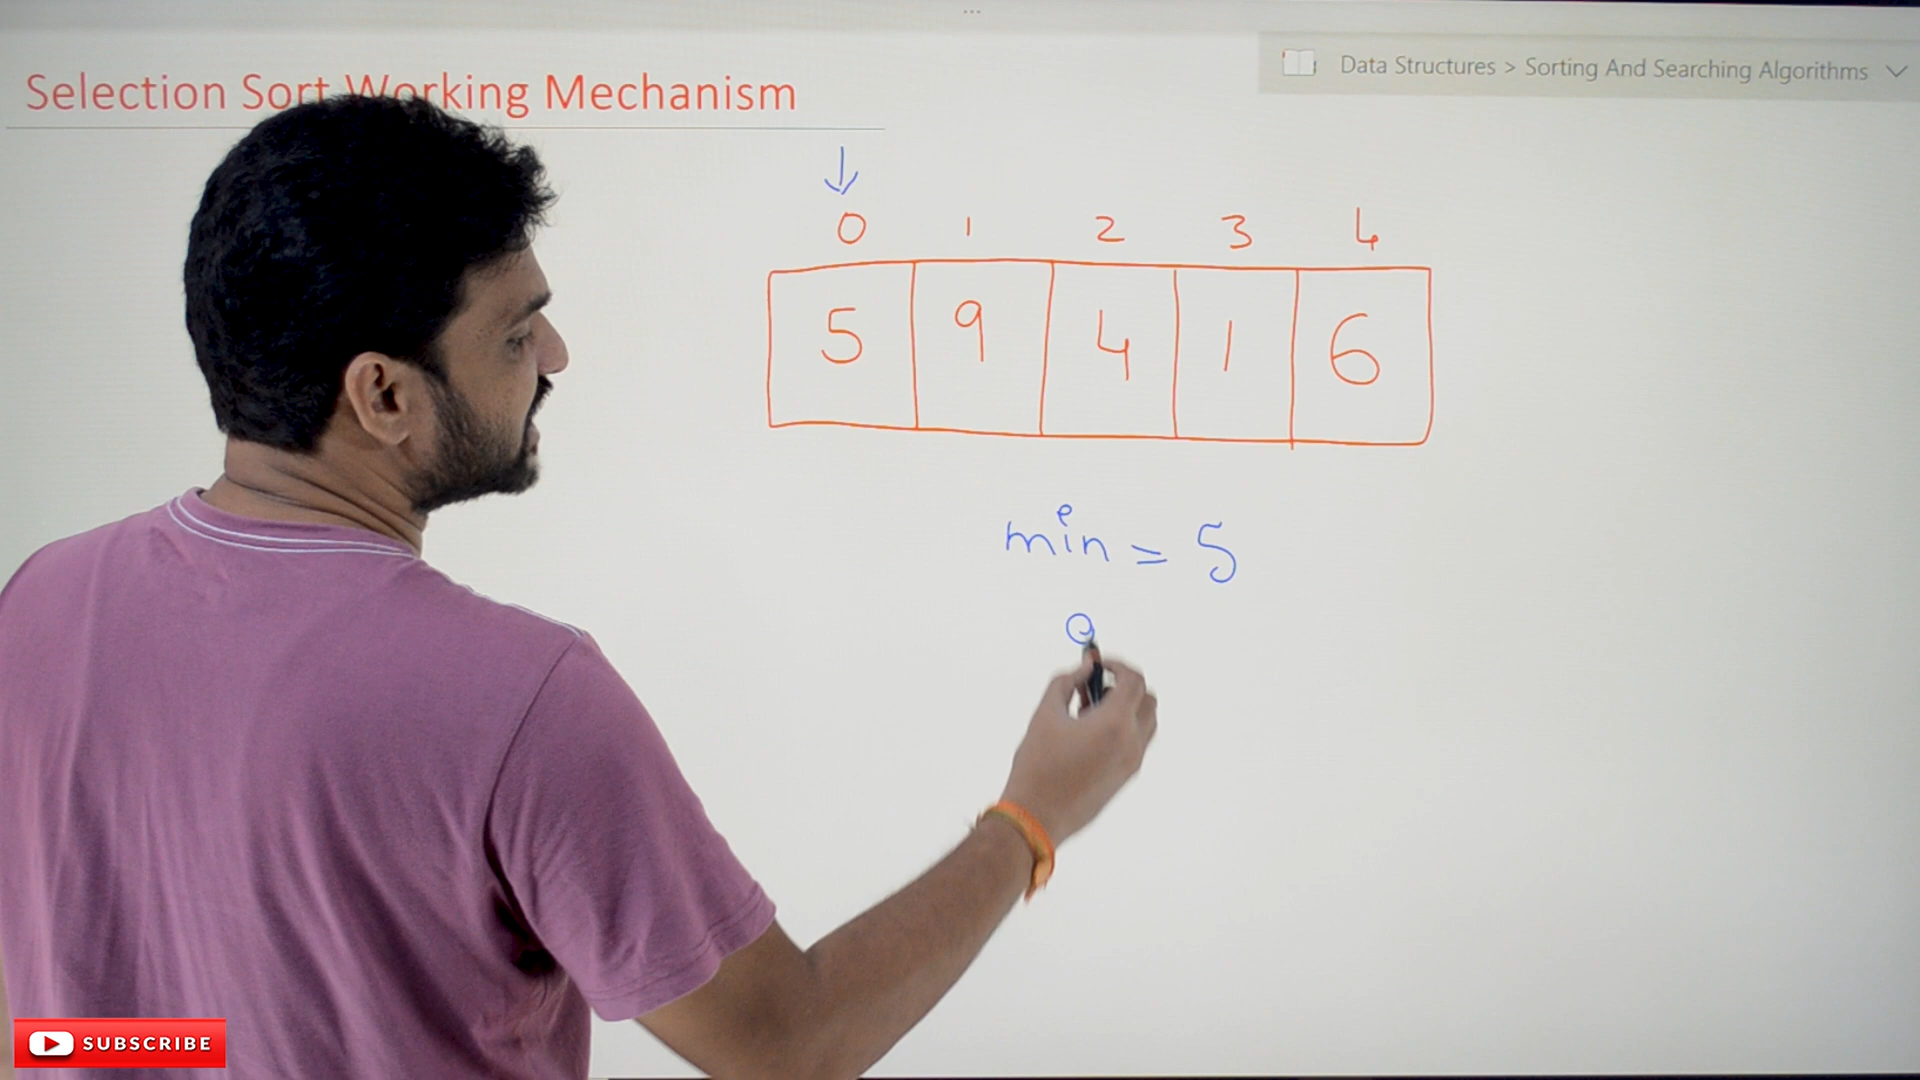 Selection Sort Working Mechanism
Data Structures > Sorting And Searching Algorithms
0 1 2 3 4
5 9 4 1 6
min = 5
SUBSCRIBE